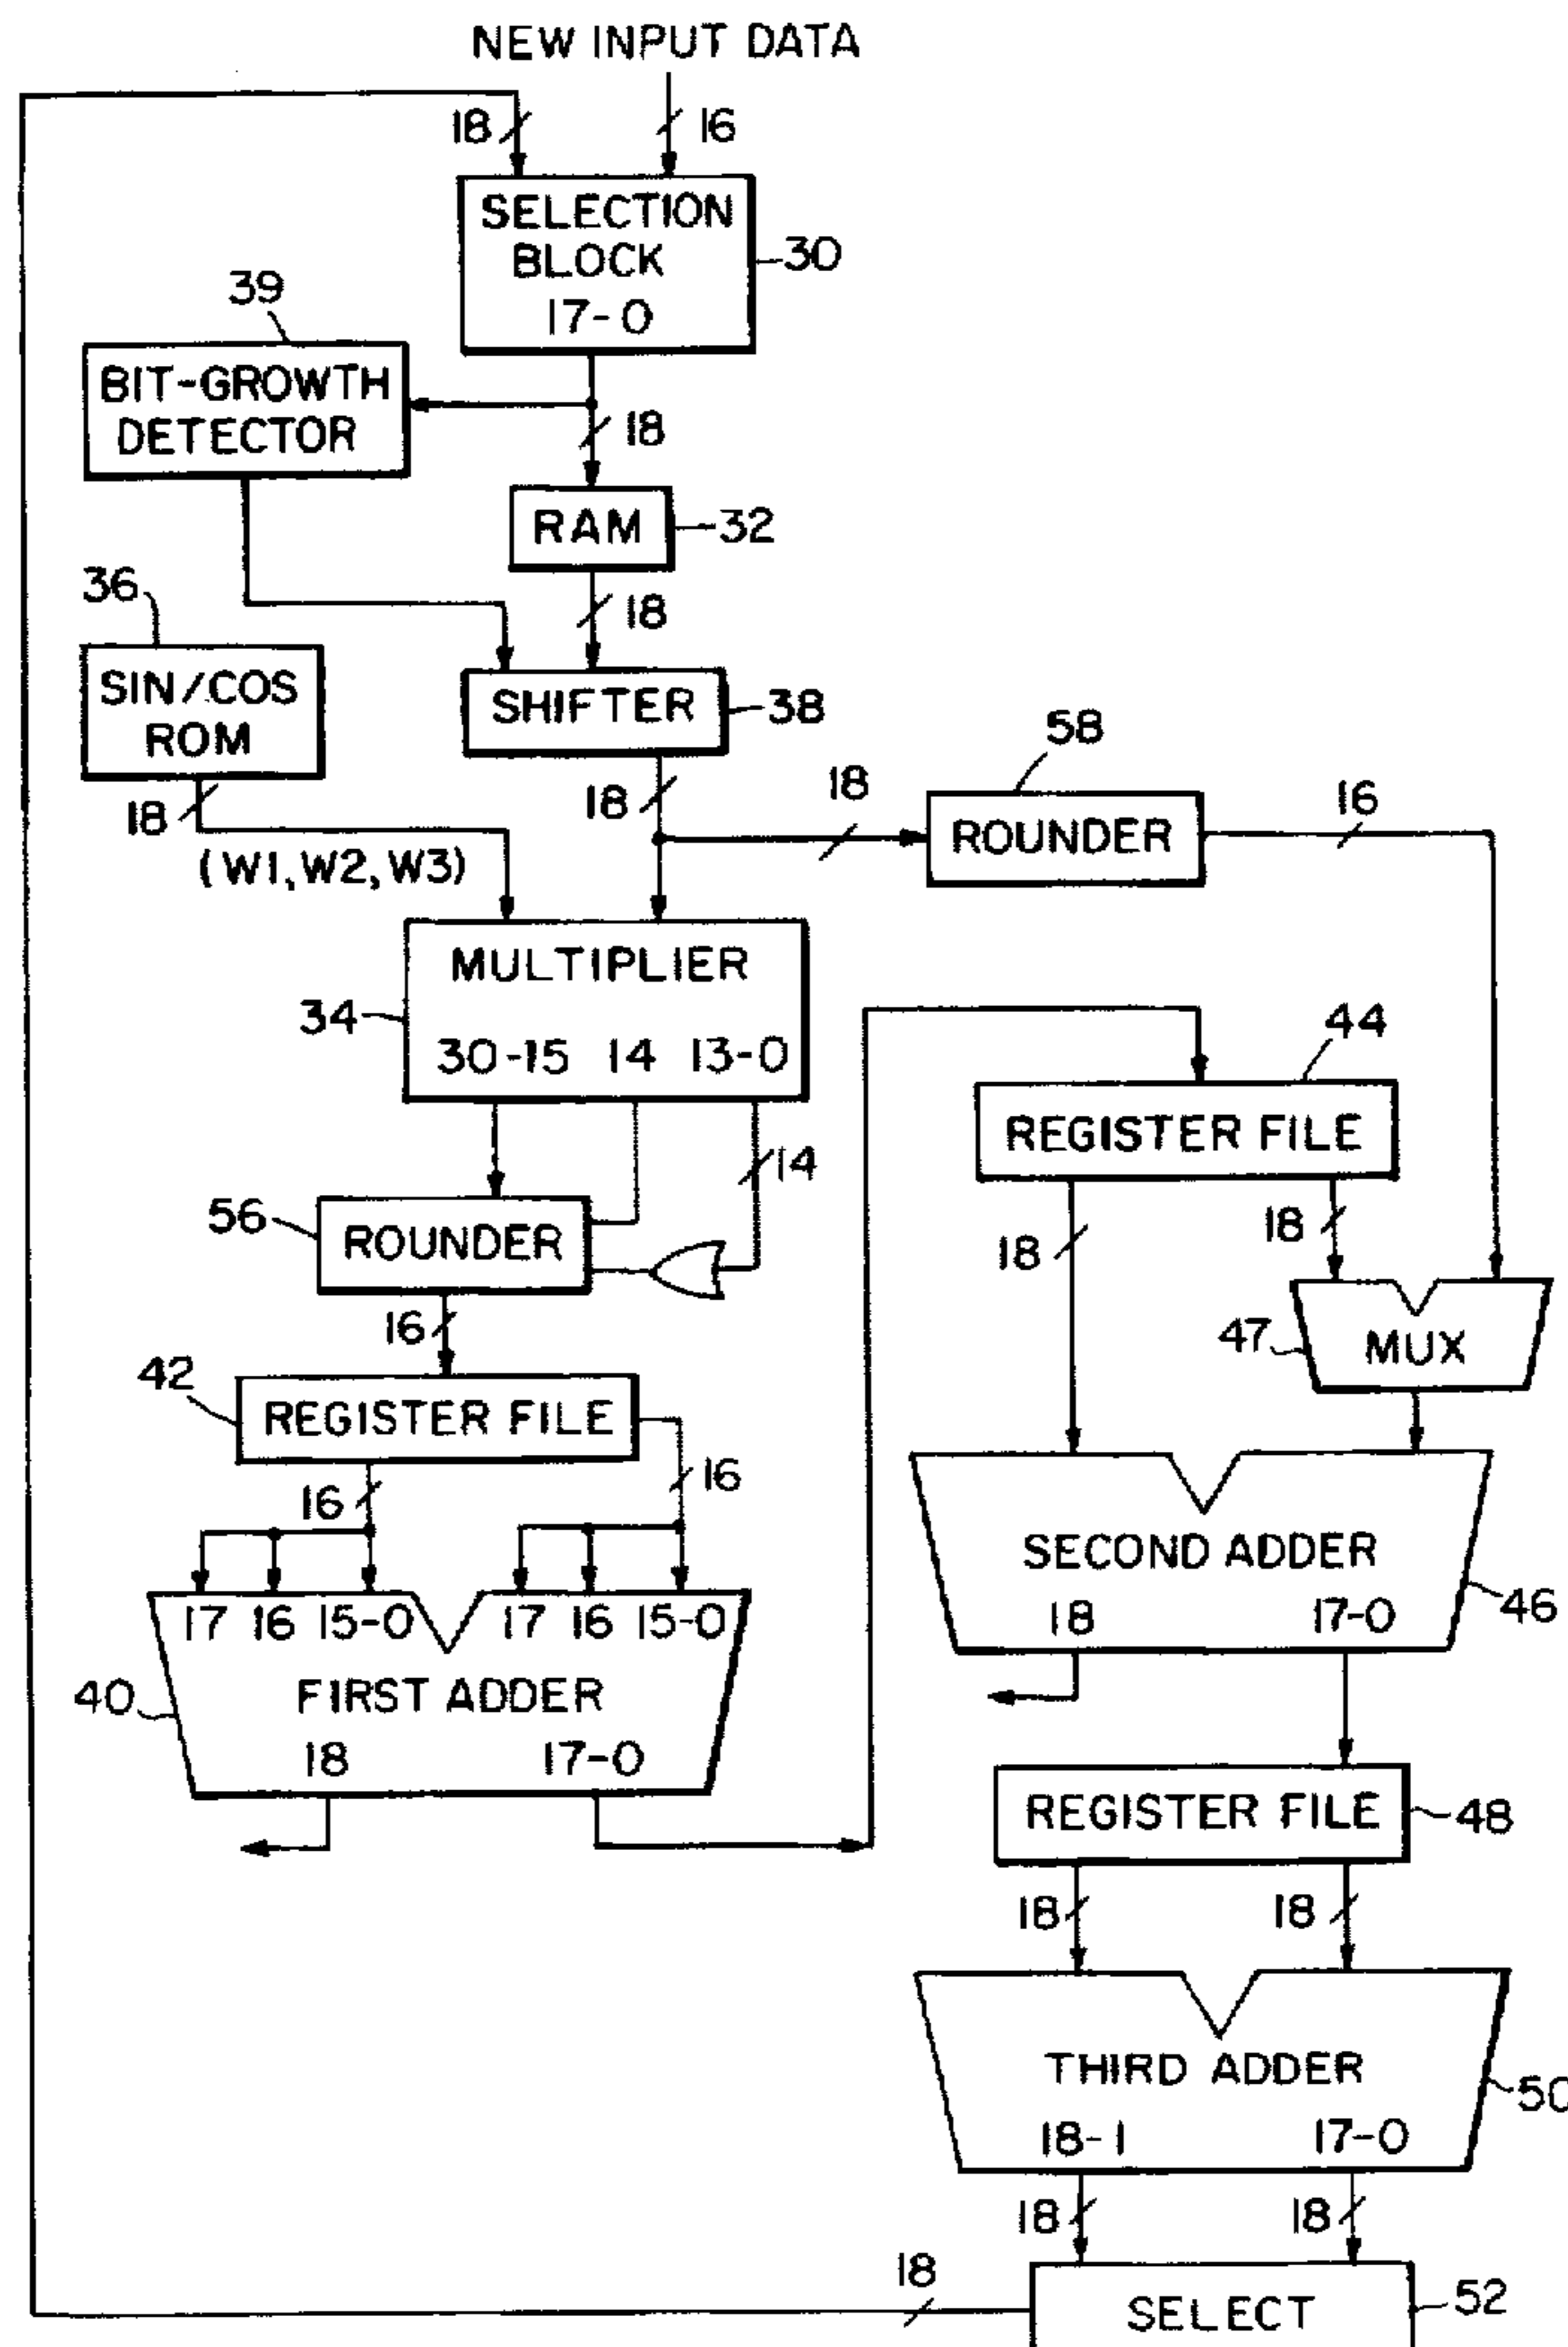 NEW INPUT DATA
18
16
SELECTION
BLOCK
17-0
30
39
BIT-GROWTH
DETECTOR
18
RAM
32
18
36
SIN/COS
ROM
SHIFTER
38
58
18
18
18
ROUNDER
16
(W1,W2,W3)
MULTIPLIER
34
30-15 14 13-0
44
REGISTER FILE
14
56
ROUNDER
18
18
16
47
MUX
42
REGISTER FILE
16
16
17 16 15-0 17 16 15-0
SECOND ADDER
18 17-0
46
40
FIRST ADDER
18 17-0
REGISTER FILE
48
18
18
THIRD ADDER
50
18-1 17-0
18
18
18
SELECT
52